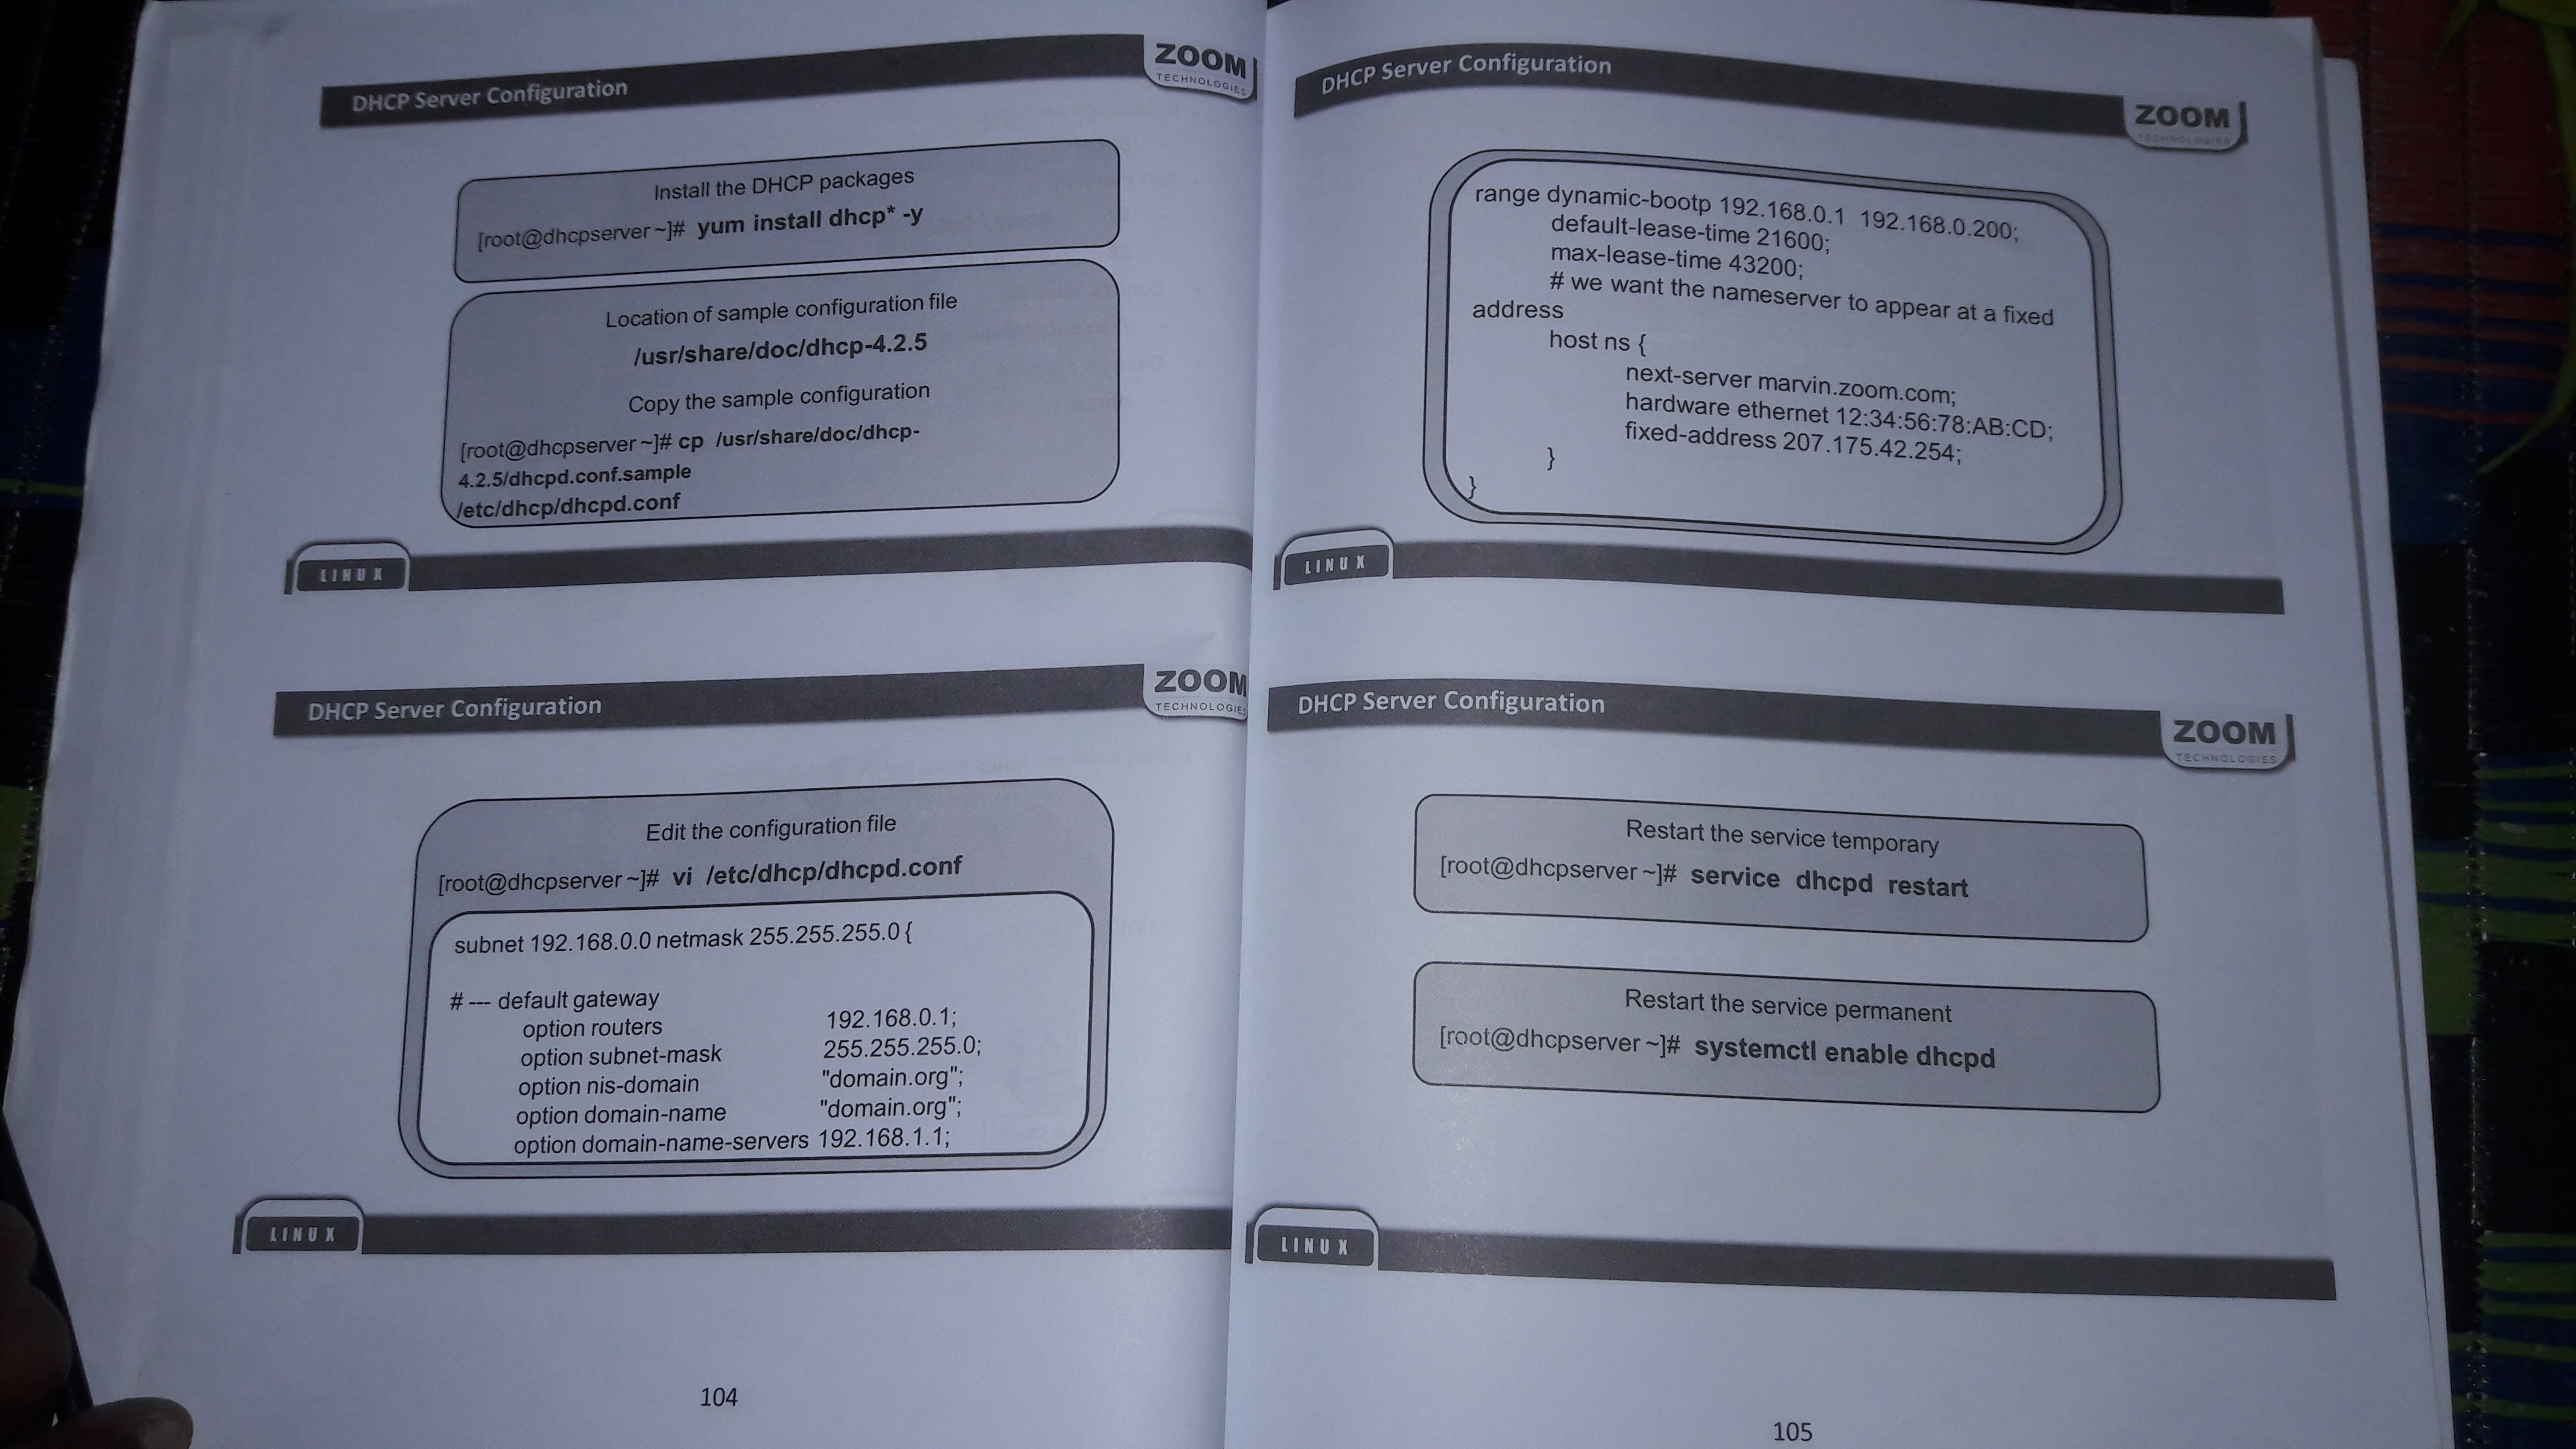 DHCP Server Configuration
ZOOM
TECHNOLOGIES
Install the DHCP packages
[root@dhcpserver ~]# yum install dhcp* -y
Location of sample configuration file
/usr/share/doc/dhcp-4.2.5
Copy the sample configuration
[root@dhcpserver ~]# cp /usr/share/doc/dhcp-
4.2.5/dhcpd.conf.sample
/etc/dhcp/dhcpd.conf
LINUX
DHCP Server Configuration
ZOOM
TECHNOLOGIES
Edit the configuration file
[root@dhcpserver ~]# vi /etc/dhcp/dhcpd.conf
subnet 192.168.0.0 netmask 255.255.255.0 {
# --- default gateway
option routers 192.168.0.1;
option subnet-mask 255.255.255.0;
option nis-domain "domain.org";
option domain-name "domain.org";
option domain-name-servers 192.168.1.1;
LINUX
104
DHCP Server Configuration
ZOOM
TECHNOLOGIES
range dynamic-bootp 192.168.0.1 192.168.0.200;
default-lease-time 21600;
max-lease-time 43200;
# we want the nameserver to appear at a fixed
address
host ns {
next-server marvin.zoom.com;
hardware ethernet 12:34:56:78:AB:CD;
fixed-address 207.175.42.254;
}
}
LINUX
DHCP Server Configuration
ZOOM
TECHNOLOGIES
Restart the service temporary
[root@dhcpserver ~]# service dhcpd restart
Restart the service permanent
[root@dhcpserver ~]# systemctl enable dhcpd
LINUX
105